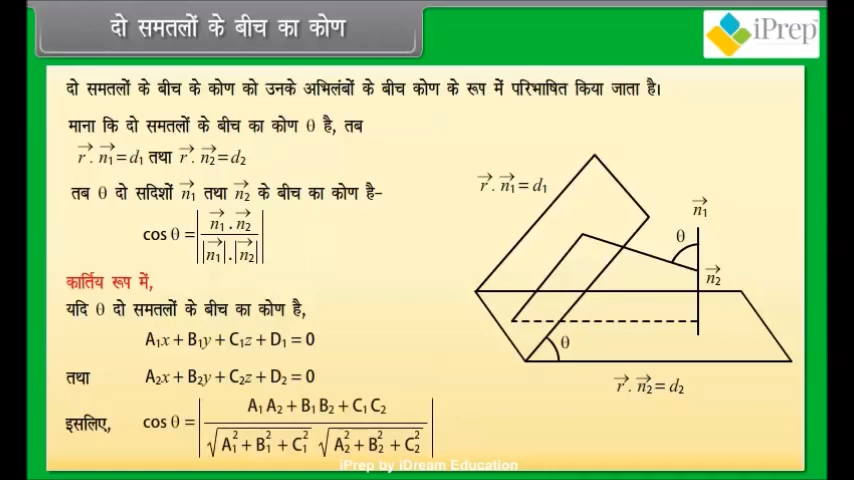 दो समतलों के बीच का कोण
iPrep
दो समतलों के बीच के कोण को उनके अभिलंबों के बीच कोण के रूप में परिभाषित किया जाता है।
माना कि दो समतलों के बीच का कोण θ है, तब
r⃗ . n⃗₁ = d₁ तथा r⃗ . n⃗₂ = d₂
तब θ दो सदिशों n⃗₁ तथा n⃗₂ के बीच का कोण है-
cos θ = | n⃗₁ . n⃗₂ / |n⃗₁| . |n⃗₂| |
कार्तिय रूप में,
यदि θ दो समतलों के बीच का कोण है,
A₁x + B₁y + C₁z + D₁ = 0
तथा A₂x + B₂y + C₂z + D₂ = 0
इसलिए, cos θ = | A₁A₂ + B₁B₂ + C₁C₂ / √(A₁² + B₁² + C₁²) √(A₂² + B₂² + C₂²) |
r⃗ . n⃗₁ = d₁
n⃗₁
θ
n⃗₂
θ
r⃗ . n⃗₂ = d₂
iPrep by iDream Education